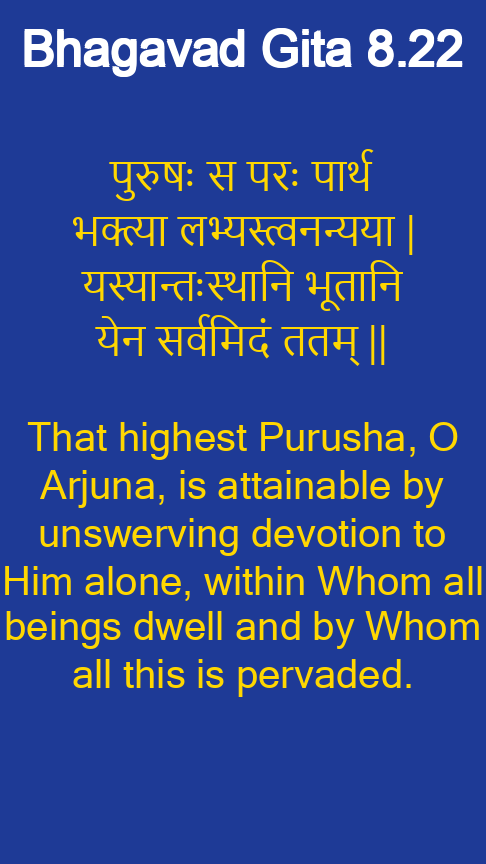 Bhagavad Gita 8.22
पुरुषः स परः पार्थ
भक्त्या लभ्यस्त्वनन्यया |
यस्यान्तःस्थानि भूतानि
येन सर्वमिदं ततम् ||
That highest Purusha, O
Arjuna, is attainable by
unswerving devotion to
Him alone, within Whom all
beings dwell and by Whom
all this is pervaded.